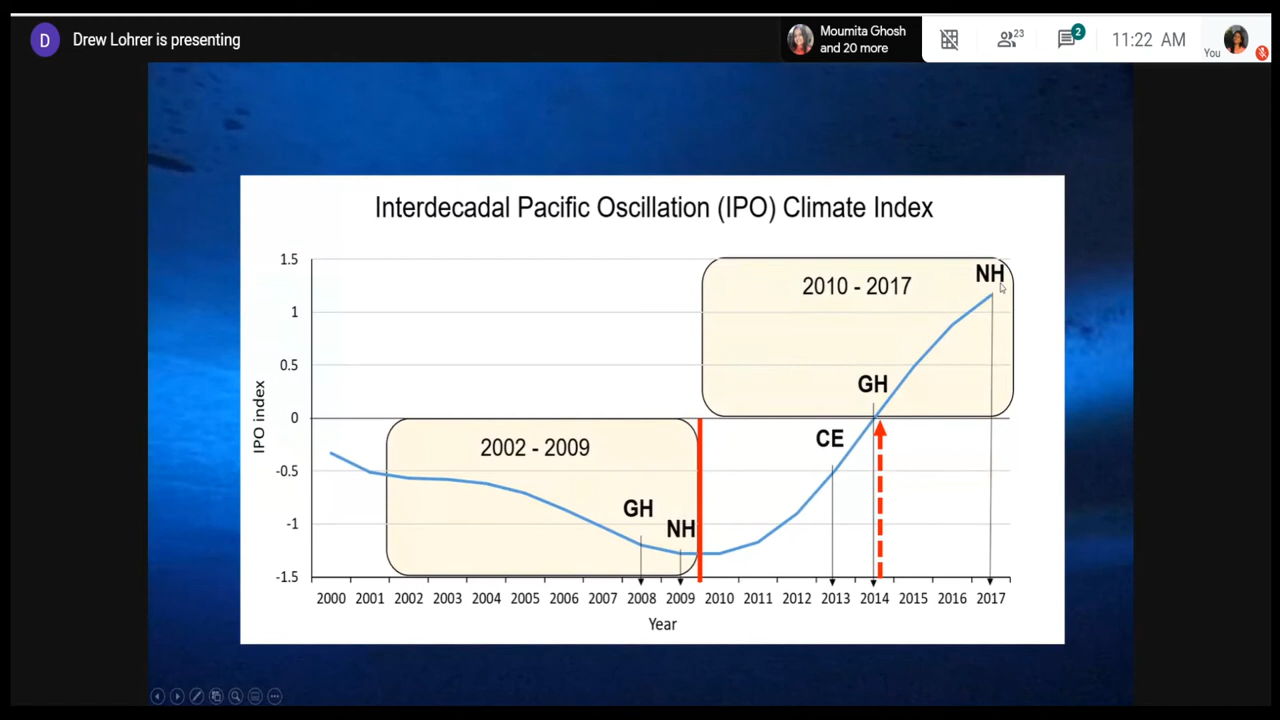 D Drew Lohrer is presenting
Moumita Ghosh
and 20 more
23
2
11:22 AM
You
Interdecadal Pacific Oscillation (IPO) Climate Index
1.5
1
0.5
0
-0.5
-1
-1.5
IPO index
2010 - 2017
NH
GH
CE
2002 - 2009
GH
NH
2000 2001 2002 2003 2004 2005 2006 2007 2008 2009 2010 2011 2012 2013 2014 2015 2016 2017
Year